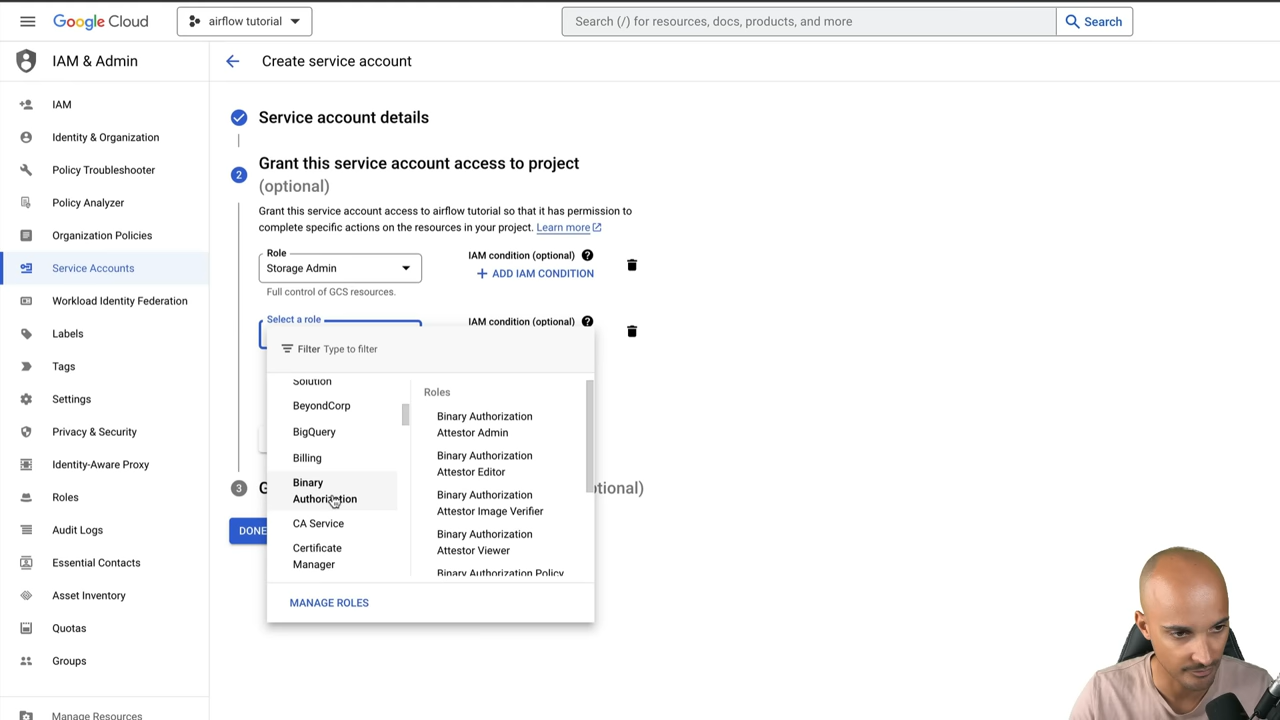 Google Cloud
airflow tutorial
Search (/) for resources, docs, products, and more
Search
IAM & Admin
Create service account
IAM
Identity & Organization
Policy Troubleshooter
Policy Analyzer
Organization Policies
Service Accounts
Workload Identity Federation
Labels
Tags
Settings
Privacy & Security
Identity-Aware Proxy
Roles
Audit Logs
Essential Contacts
Asset Inventory
Quotas
Groups
Manage Resources
Service account details
2
Grant this service account access to project
(optional)
Grant this service account access to airflow tutorial so that it has permission to
complete specific actions on the resources in your project. Learn more
Role
Storage Admin
Full control of GCS resources.
IAM condition (optional) ?
+ ADD IAM CONDITION
Select a role
IAM condition (optional) ?
Filter Type to filter
Solution
BeyondCorp
BigQuery
Billing
Binary
Authorization
CA Service
Certificate
Manager
Roles
Binary Authorization
Attestor Admin
Binary Authorization
Attestor Editor
Binary Authorization
Attestor Image Verifier
Binary Authorization
Attestor Viewer
Binary Authorization Policy
MANAGE ROLES
3
DONE